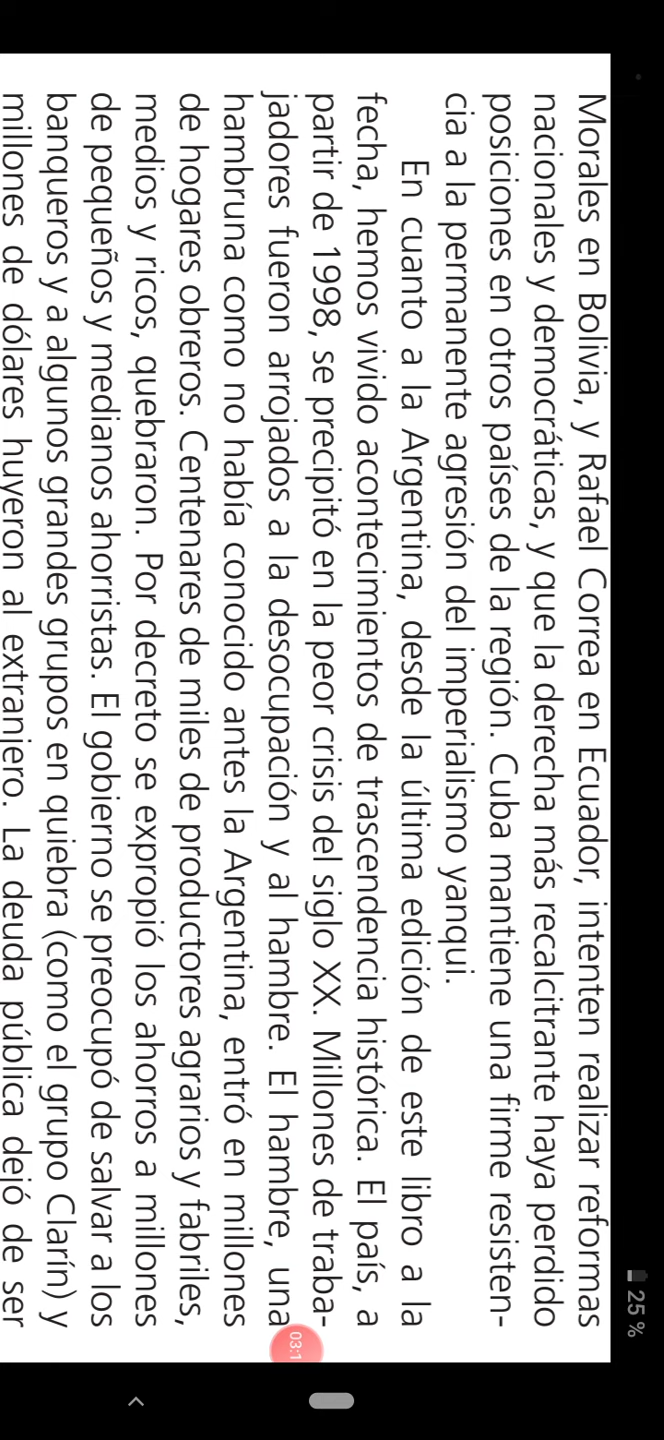 25 %
Morales en Bolivia, y Rafael Correa en Ecuador, intenten realizar reformas
nacionales y democráticas, y que la derecha más recalcitrante haya perdido
posiciones en otros países de la región. Cuba mantiene una firme resisten-
cia a la permanente agresión del imperialismo yanqui.
En cuanto a la Argentina, desde la última edición de este libro a la
fecha, hemos vivido acontecimientos de trascendencia histórica. El país, a
partir de 1998, se precipitó en la peor crisis del siglo XX. Millones de traba-
jadores fueron arrojados a la desocupación y al hambre. El hambre, una
hambruna como no había conocido antes la Argentina, entró en millones
de hogares obreros. Centenares de miles de productores agrarios y fabriles,
medios y ricos, quebraron. Por decreto se expropió los ahorros a millones
de pequeños y medianos ahorristas. El gobierno se preocupó de salvar a los
banqueros y a algunos grandes grupos en quiebra (como el grupo Clarín) y
millones de dólares huyeron al extranjero. La deuda pública dejó de ser
03:1